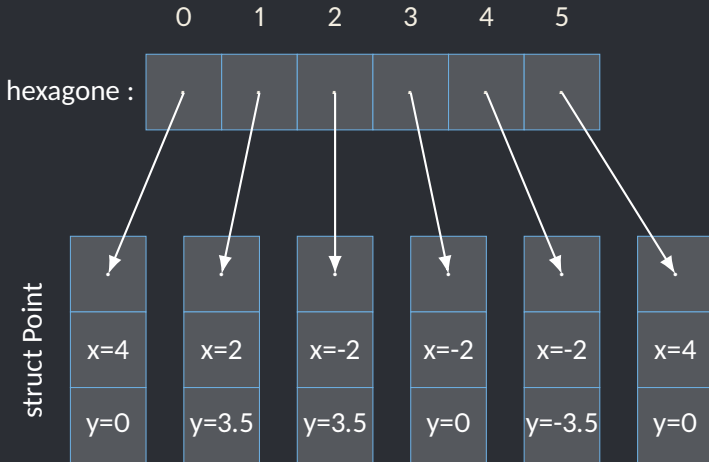 0 1 2 3 4 5
hexagone :
struct Point
x=4 x=2 x=-2 x=-2 x=-2 x=4
y=0 y=3.5 y=3.5 y=0 y=-3.5 y=0